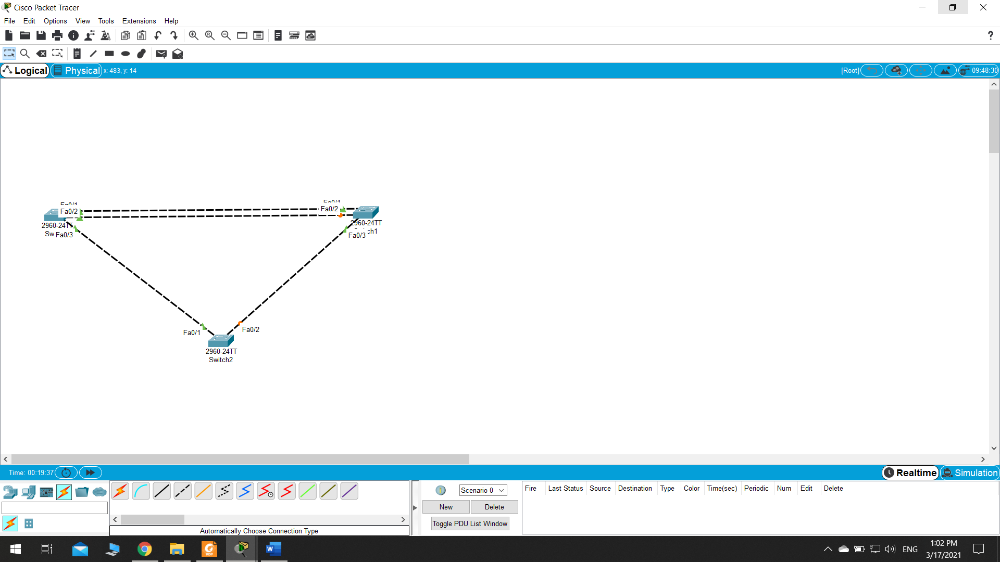 Cisco Packet Tracer
File Edit Options View Tools Extensions Help
?
Logical Physical x: 483, y: 14 [Root] 09:48:30
Fa0/1
Fa0/2
2960-24TT
Sw Fa0/3
Fa0/1
Fa0/2
2960-24TT
ch1
Fa0/3
Fa0/1
Fa0/2
2960-24TT
Switch2
Time: 00:19:37 Realtime Simulation
Scenario 0
New Delete
Toggle PDU List Window
Fire Last Status Source Destination Type Color Time(sec) Periodic Num Edit Delete
Automatically Choose Connection Type
ENG
1:02 PM
3/17/2021